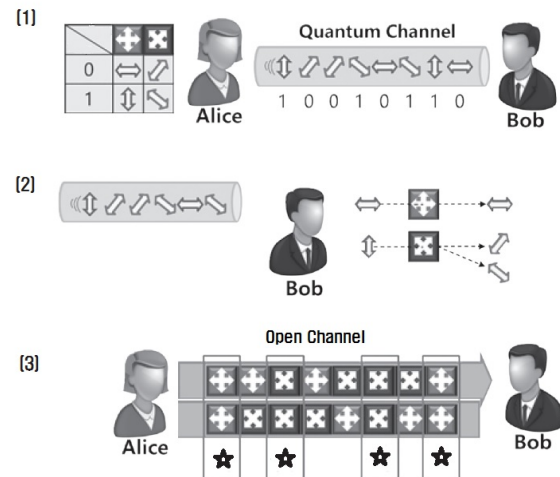 [1]
Quantum Channel
0
1
1 0 0 1 0 1 1 0
Alice
Bob
[2]
Bob
Open Channel
[3]
Alice
Bob